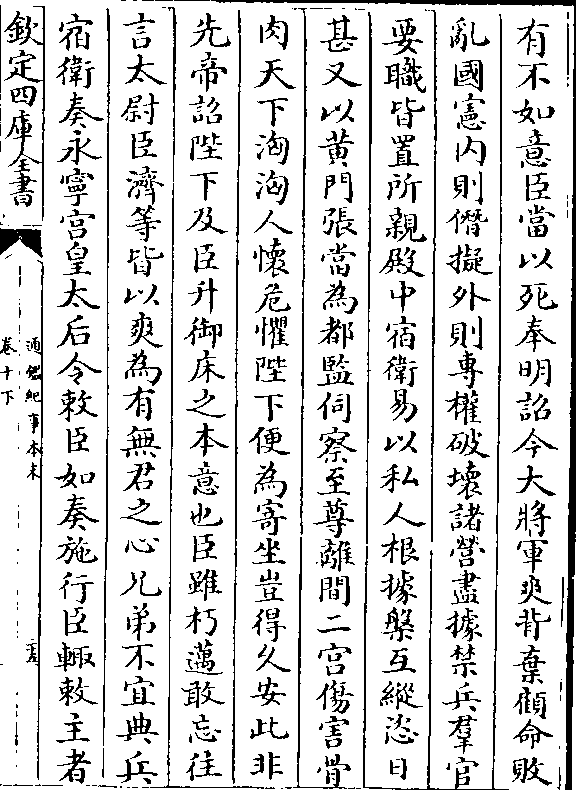 有不如意臣當以死奉明詔今大將軍爽背棄顧命敗
亂國憲内則僭擬外則專權破壞諸營盡據禁兵羣官
要職皆置所親殿中宿衛易以私人根據槃互縱恣日
甚又以黄門張當為都監伺察至尊離間二宮傷害骨
肉天下洶洶人懷危懼陛下便為寄坐豈得久安此非
先帝詔陛下及臣升御床之本意也臣雖朽邁敢忘往
言太尉臣濟等皆以爽為有無君之心兄弟不宜典兵
宿衛奏永寧宮皇太后令敕臣如奏施行臣輒敕主者
欽定四庫全書
通鑑紀事本末
卷十下